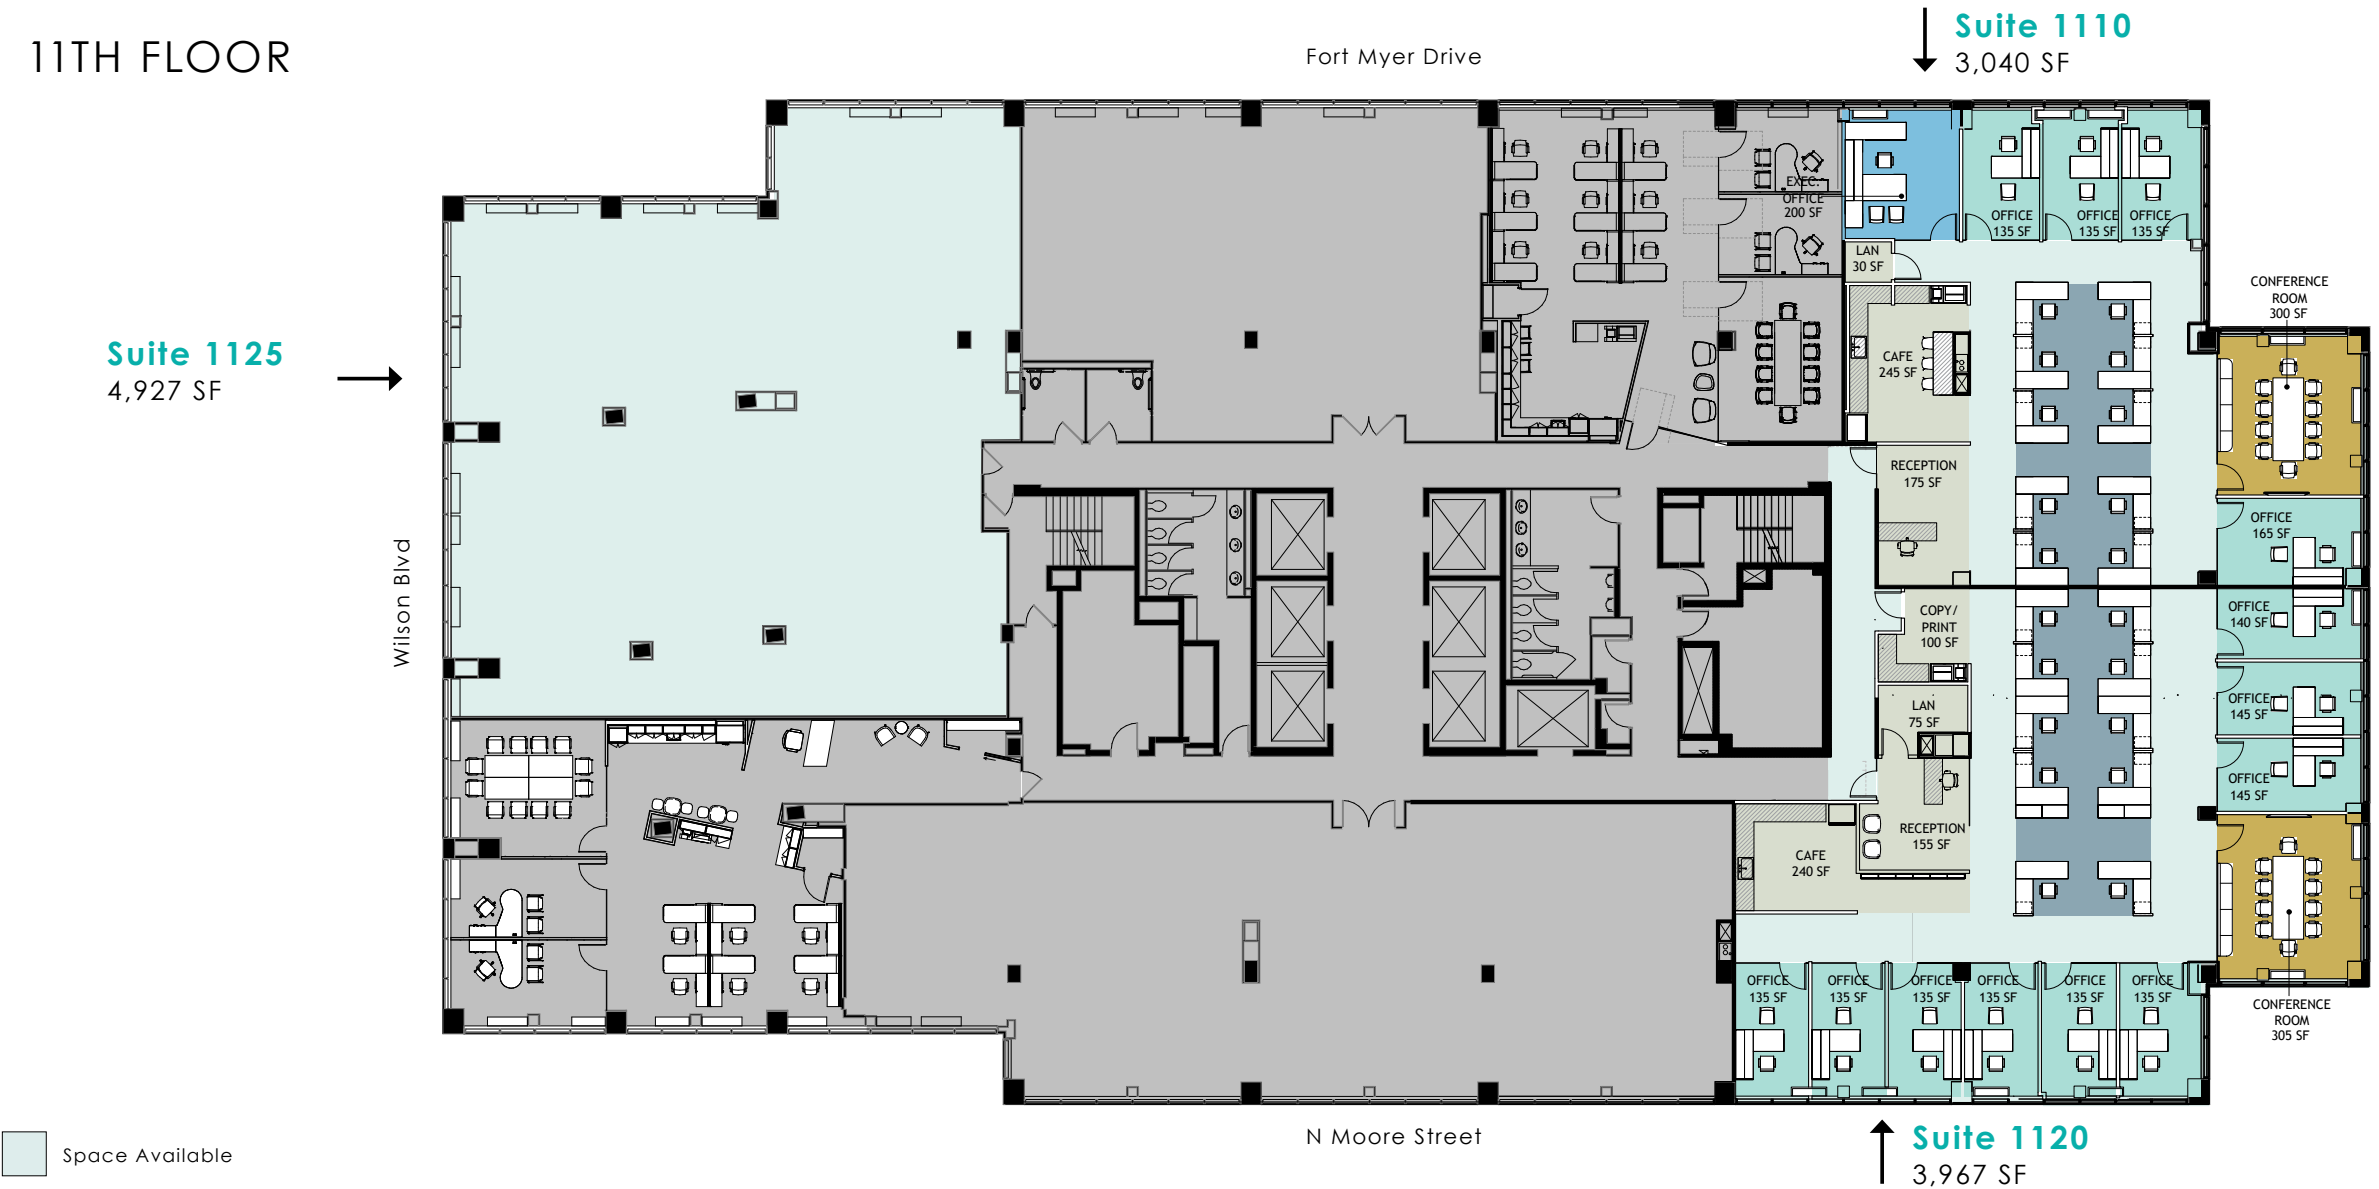 11TH FLOOR
Fort Myer Drive
Suite 1110
3,040 SF
EXEC.
OFFICE
200 SF
OFFICE
135 SF
OFFICE
135 SF
OFFICE
135 SF
LAN
30 SF
CONFERENCE
ROOM
300 SF
Suite 1125
4,927 SF
CAFE
245 SF
RECEPTION
175 SF
OFFICE
165 SF
Wilson Blvd
COPY/
PRINT
100 SF
OFFICE
140 SF
OFFICE
145 SF
LAN
75 SF
OFFICE
145 SF
RECEPTION
155 SF
CAFE
240 SF
OFFICE
135 SF
OFFICE
135 SF
OFFICE
135 SF
OFFICE
135 SF
OFFICE
135 SF
OFFICE
135 SF
CONFERENCE
ROOM
305 SF
N Moore Street
Suite 1120
3,967 SF
Space Available